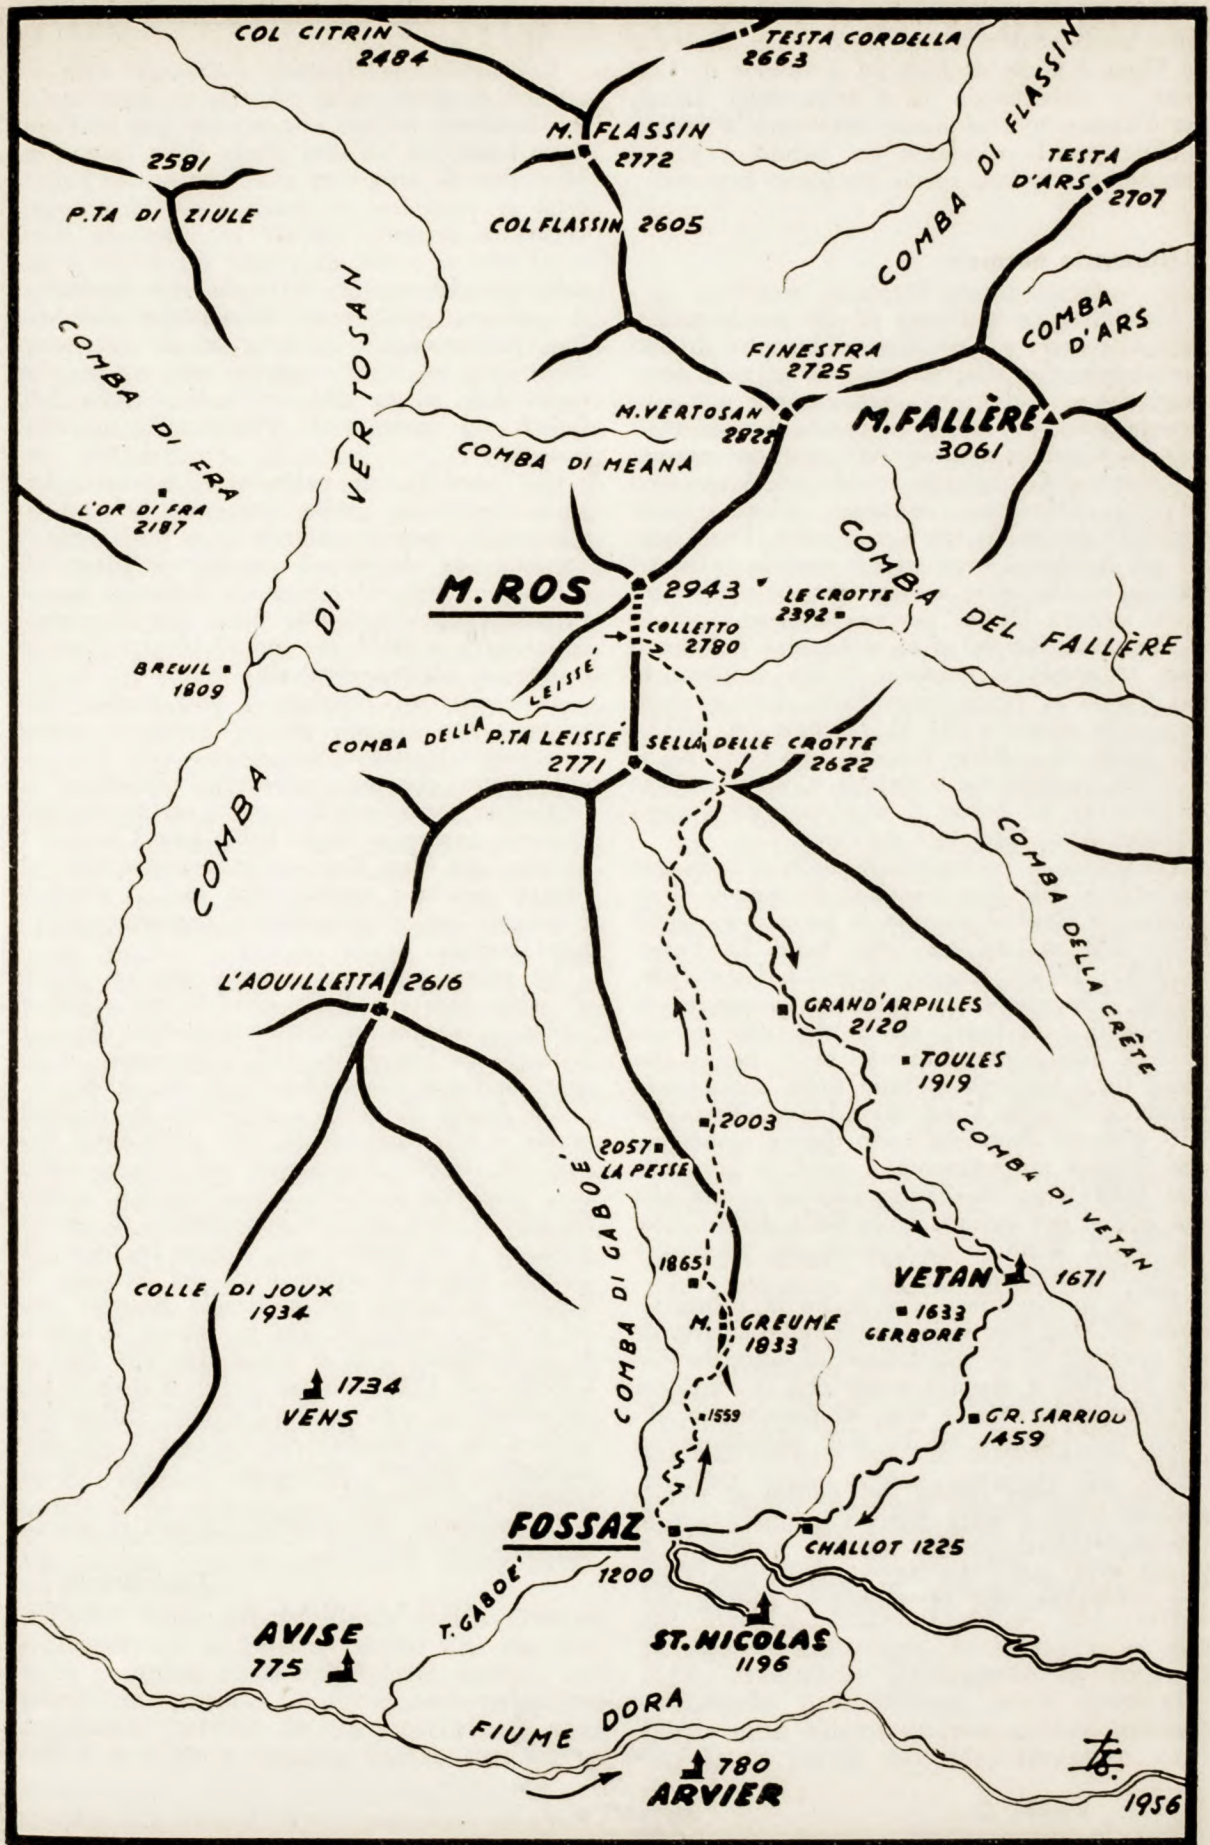 COL CITRIN
2484
TESTA CORDELLA
2663
M. FLASSIN
2772
COMBA DI FLASSIN
TESTA
D'ARS
2707
2581
P.TA DI ZIULE
COL FLASSIN 2605
COMBA
D'ARS
COMBA DI FRA
FINESTRA
2725
M. VERTOSAN
2822
M. FALLÈRE
3061
COMBA DI MEANA
L'OR DI FRA
2187
COMBA DI VERTOSAN
M. ROS
2943
LE CROTTE
2392
COMBA DEL FALLÈRE
COLLETTO
2780
BREUIL
1809
COMBA DELLA LEISSÉ
P.TA LEISSÉ
2771
SELLA DELLE CROTTE
2622
COMBA DELLA CRÊTE
L'AOUILLETTA 2616
GRAND'ARPILLES
2120
TOULES
1919
2003
2057
LA PESSE
COMBA DI VETAN
COMBA DI GABOÉ
1865
VETAN 1671
1633
GERBORE
COLLE DI JOUX
1934
M. GREUME
1833
1734
VENS
1559
GR. SARRIOU
1459
FOSSAZ
1200
CHALLOT 1225
T. GABOÉ
AVISE
775
ST. NICOLAS
1196
FIUME DORA
780
ARVIER
1956